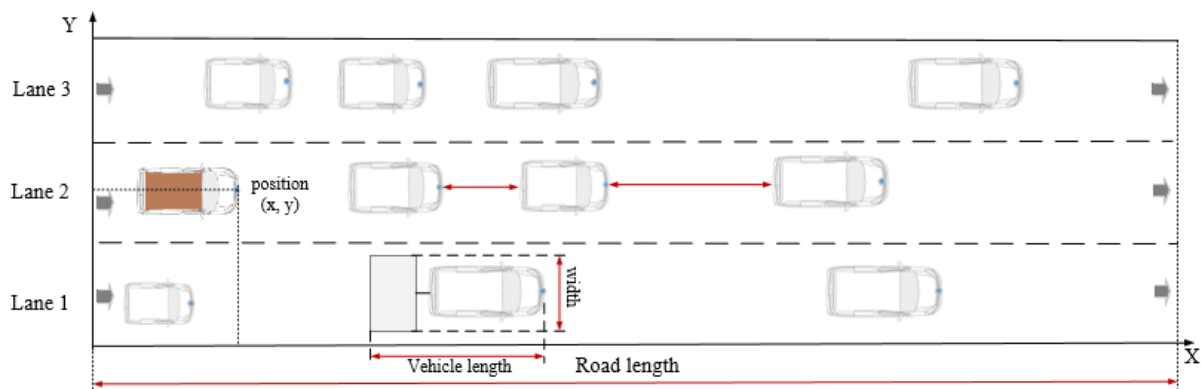 Y
Lane 3
Lane 2
position
(x, y)
Lane 1
width
X
Vehicle length
Road length